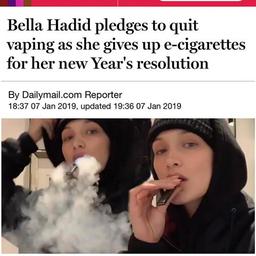 Bella Hadid pledges to quit
vaping as she gives up e-cigarettes
for her new Year's resolution
By Dailymail.com Reporter
18:37 07 Jan 2019, updated 19:36 07 Jan 2019